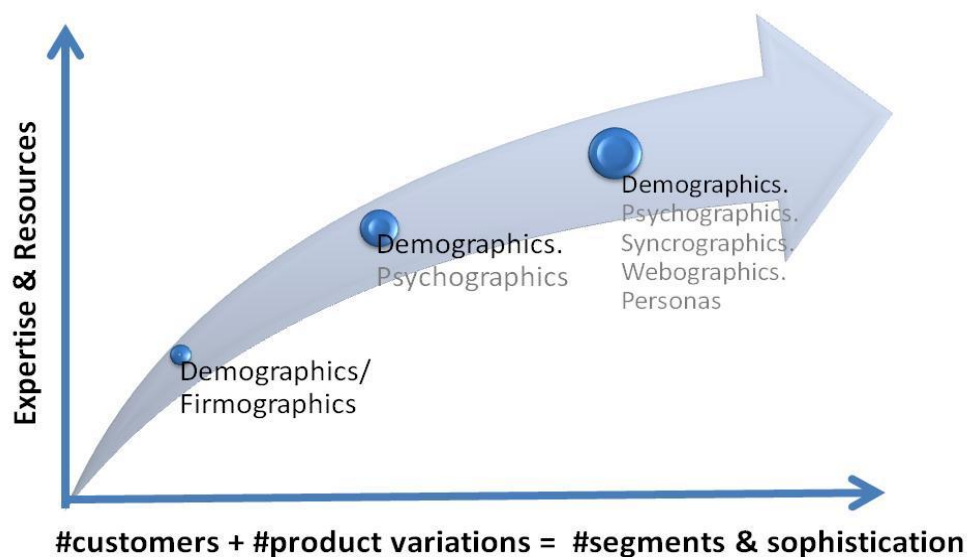 Expertise & Resources
Demographics.
Psychographics.
Syncrographics.
Webographics.
Personas
Demographics.
Psychographics
Demographics/
Firmographics
#customers + #product variations = #segments & sophistication